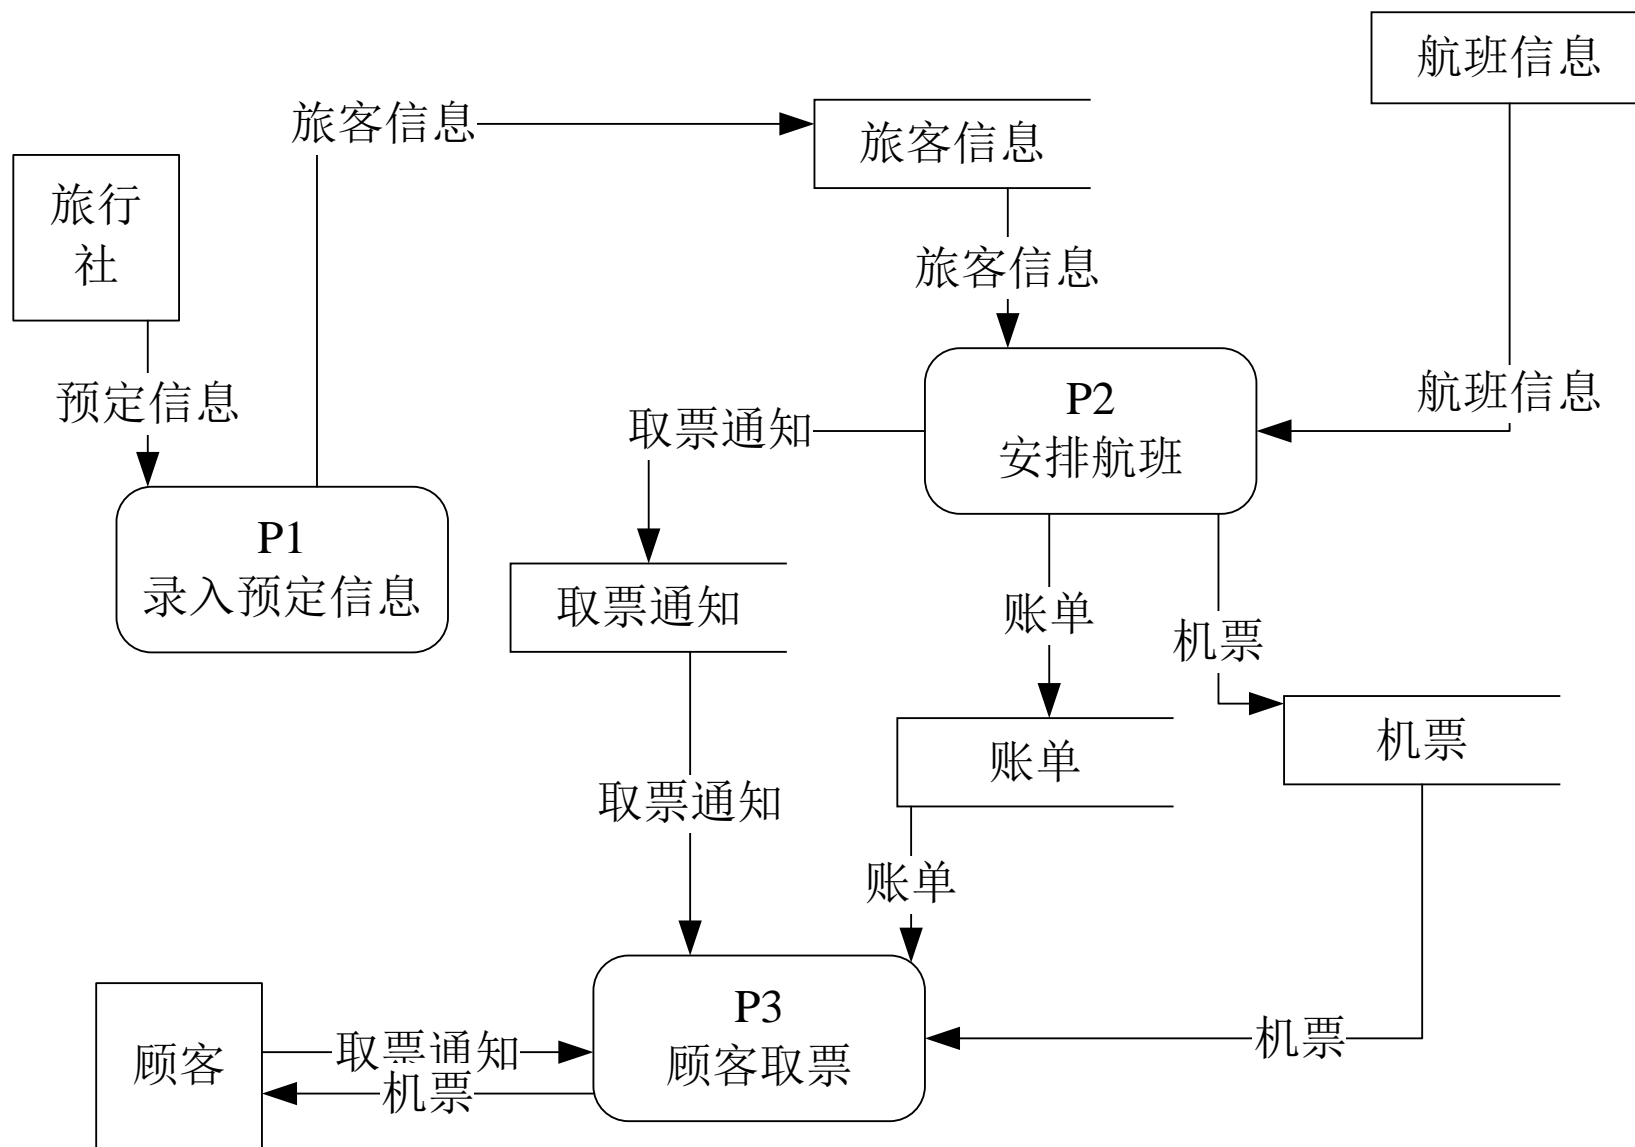 航班信息
旅客信息
旅客信息
旅行
社
旅客信息
预定信息
航班信息
取票通知
P2
安排航班
P1
录入预定信息
取票通知
账单
机票
账单
机票
取票通知
账单
P3
顾客取票
顾客
取票通知
机票
机票